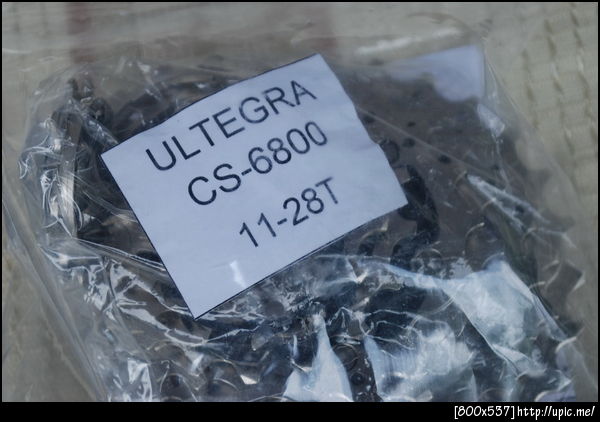 ULTEGRA
CS-6800
11-28T
[800x537]http://upic.me/